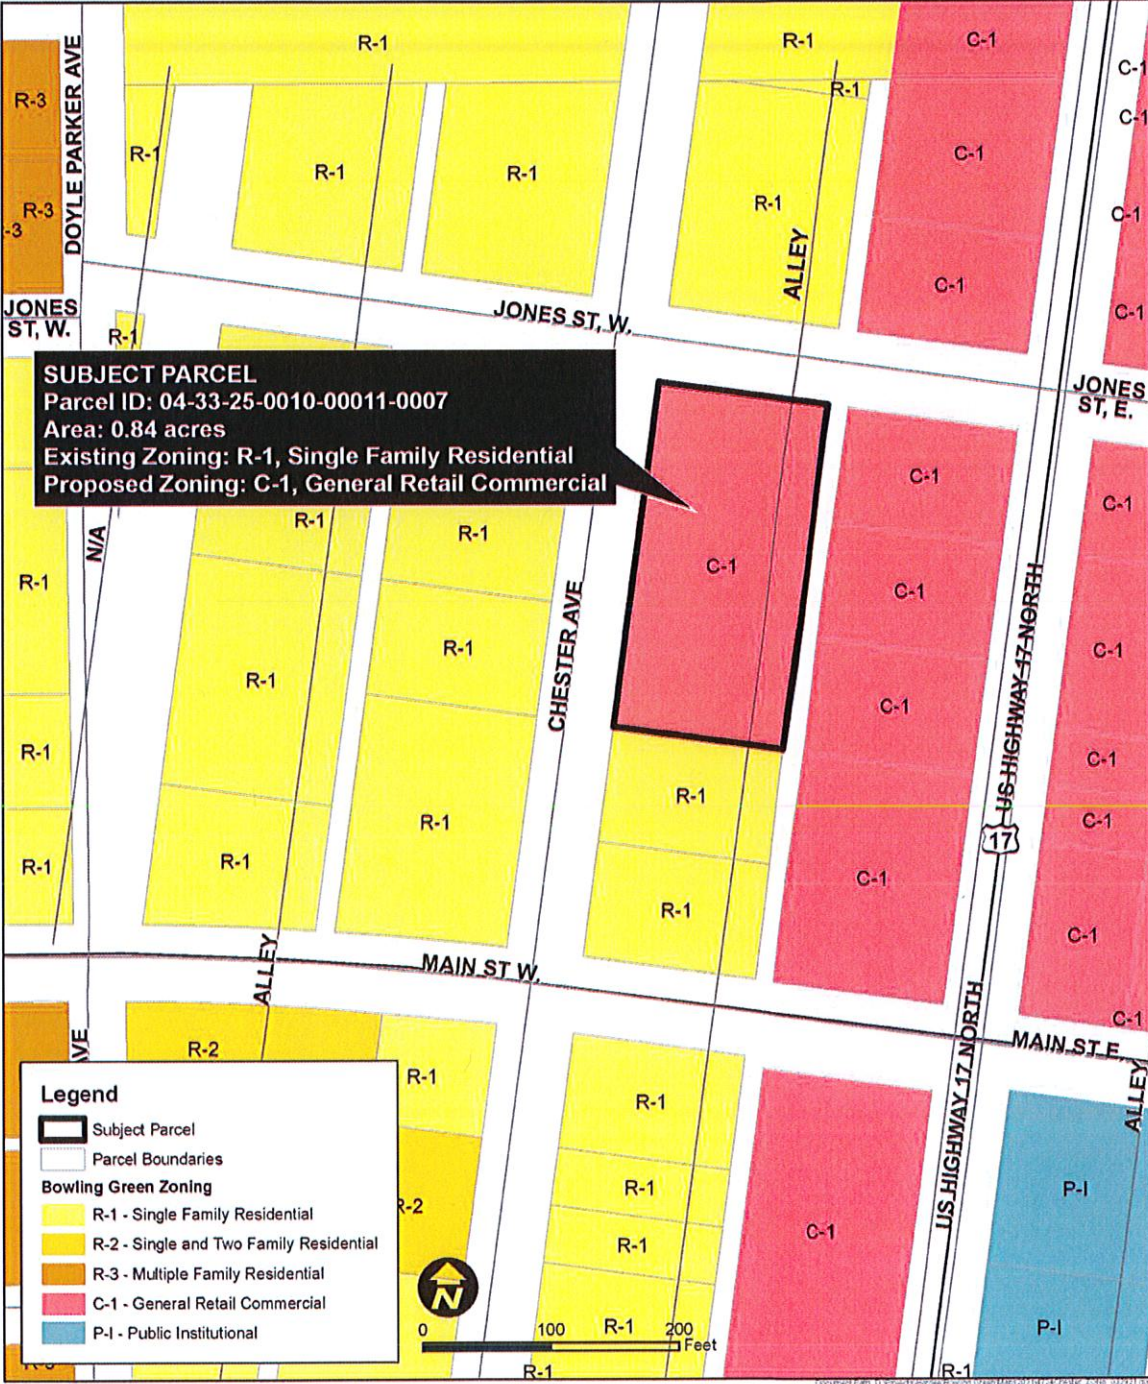 R-1
R-1
C-1
C-1
R-3
DOYLE PARKER AVE
R-1
C-1
R-1
R-1
R-1
C-1
R-3
-3
R-1
C-1
ALLEY
C-1
C-1
JONES
ST, W.
JONES ST, W.
R-1
SUBJECT PARCEL
Parcel ID: 04-33-25-0010-00011-0007
Area: 0.84 acres
Existing Zoning: R-1, Single Family Residential
Proposed Zoning: C-1, General Retail Commercial
JONES
ST, E.
C-1
C-1
R-1
R-1
N/A
C-1
R-1
C-1
US HIGHWAY 17 NORTH
R-1
CHESTER AVE
C-1
R-1
C-1
R-1
C-1
R-1
R-1
C-1
17
R-1
R-1
C-1
R-1
C-1
ALLEY
MAIN ST W.
US HIGHWAY 17 NORTH
C-1
MAIN ST E.
AVE
R-2
R-1
R-1
ALLEY
R-1
P-I
R-2
R-1
C-1
R-1
P-I
R-1
R-1
Legend
Subject Parcel
Parcel Boundaries
Bowling Green Zoning
R-1 - Single Family Residential
R-2 - Single and Two Family Residential
R-3 - Multiple Family Residential
C-1 - General Retail Commercial
P-I - Public Institutional
N
0 100 200
Feet